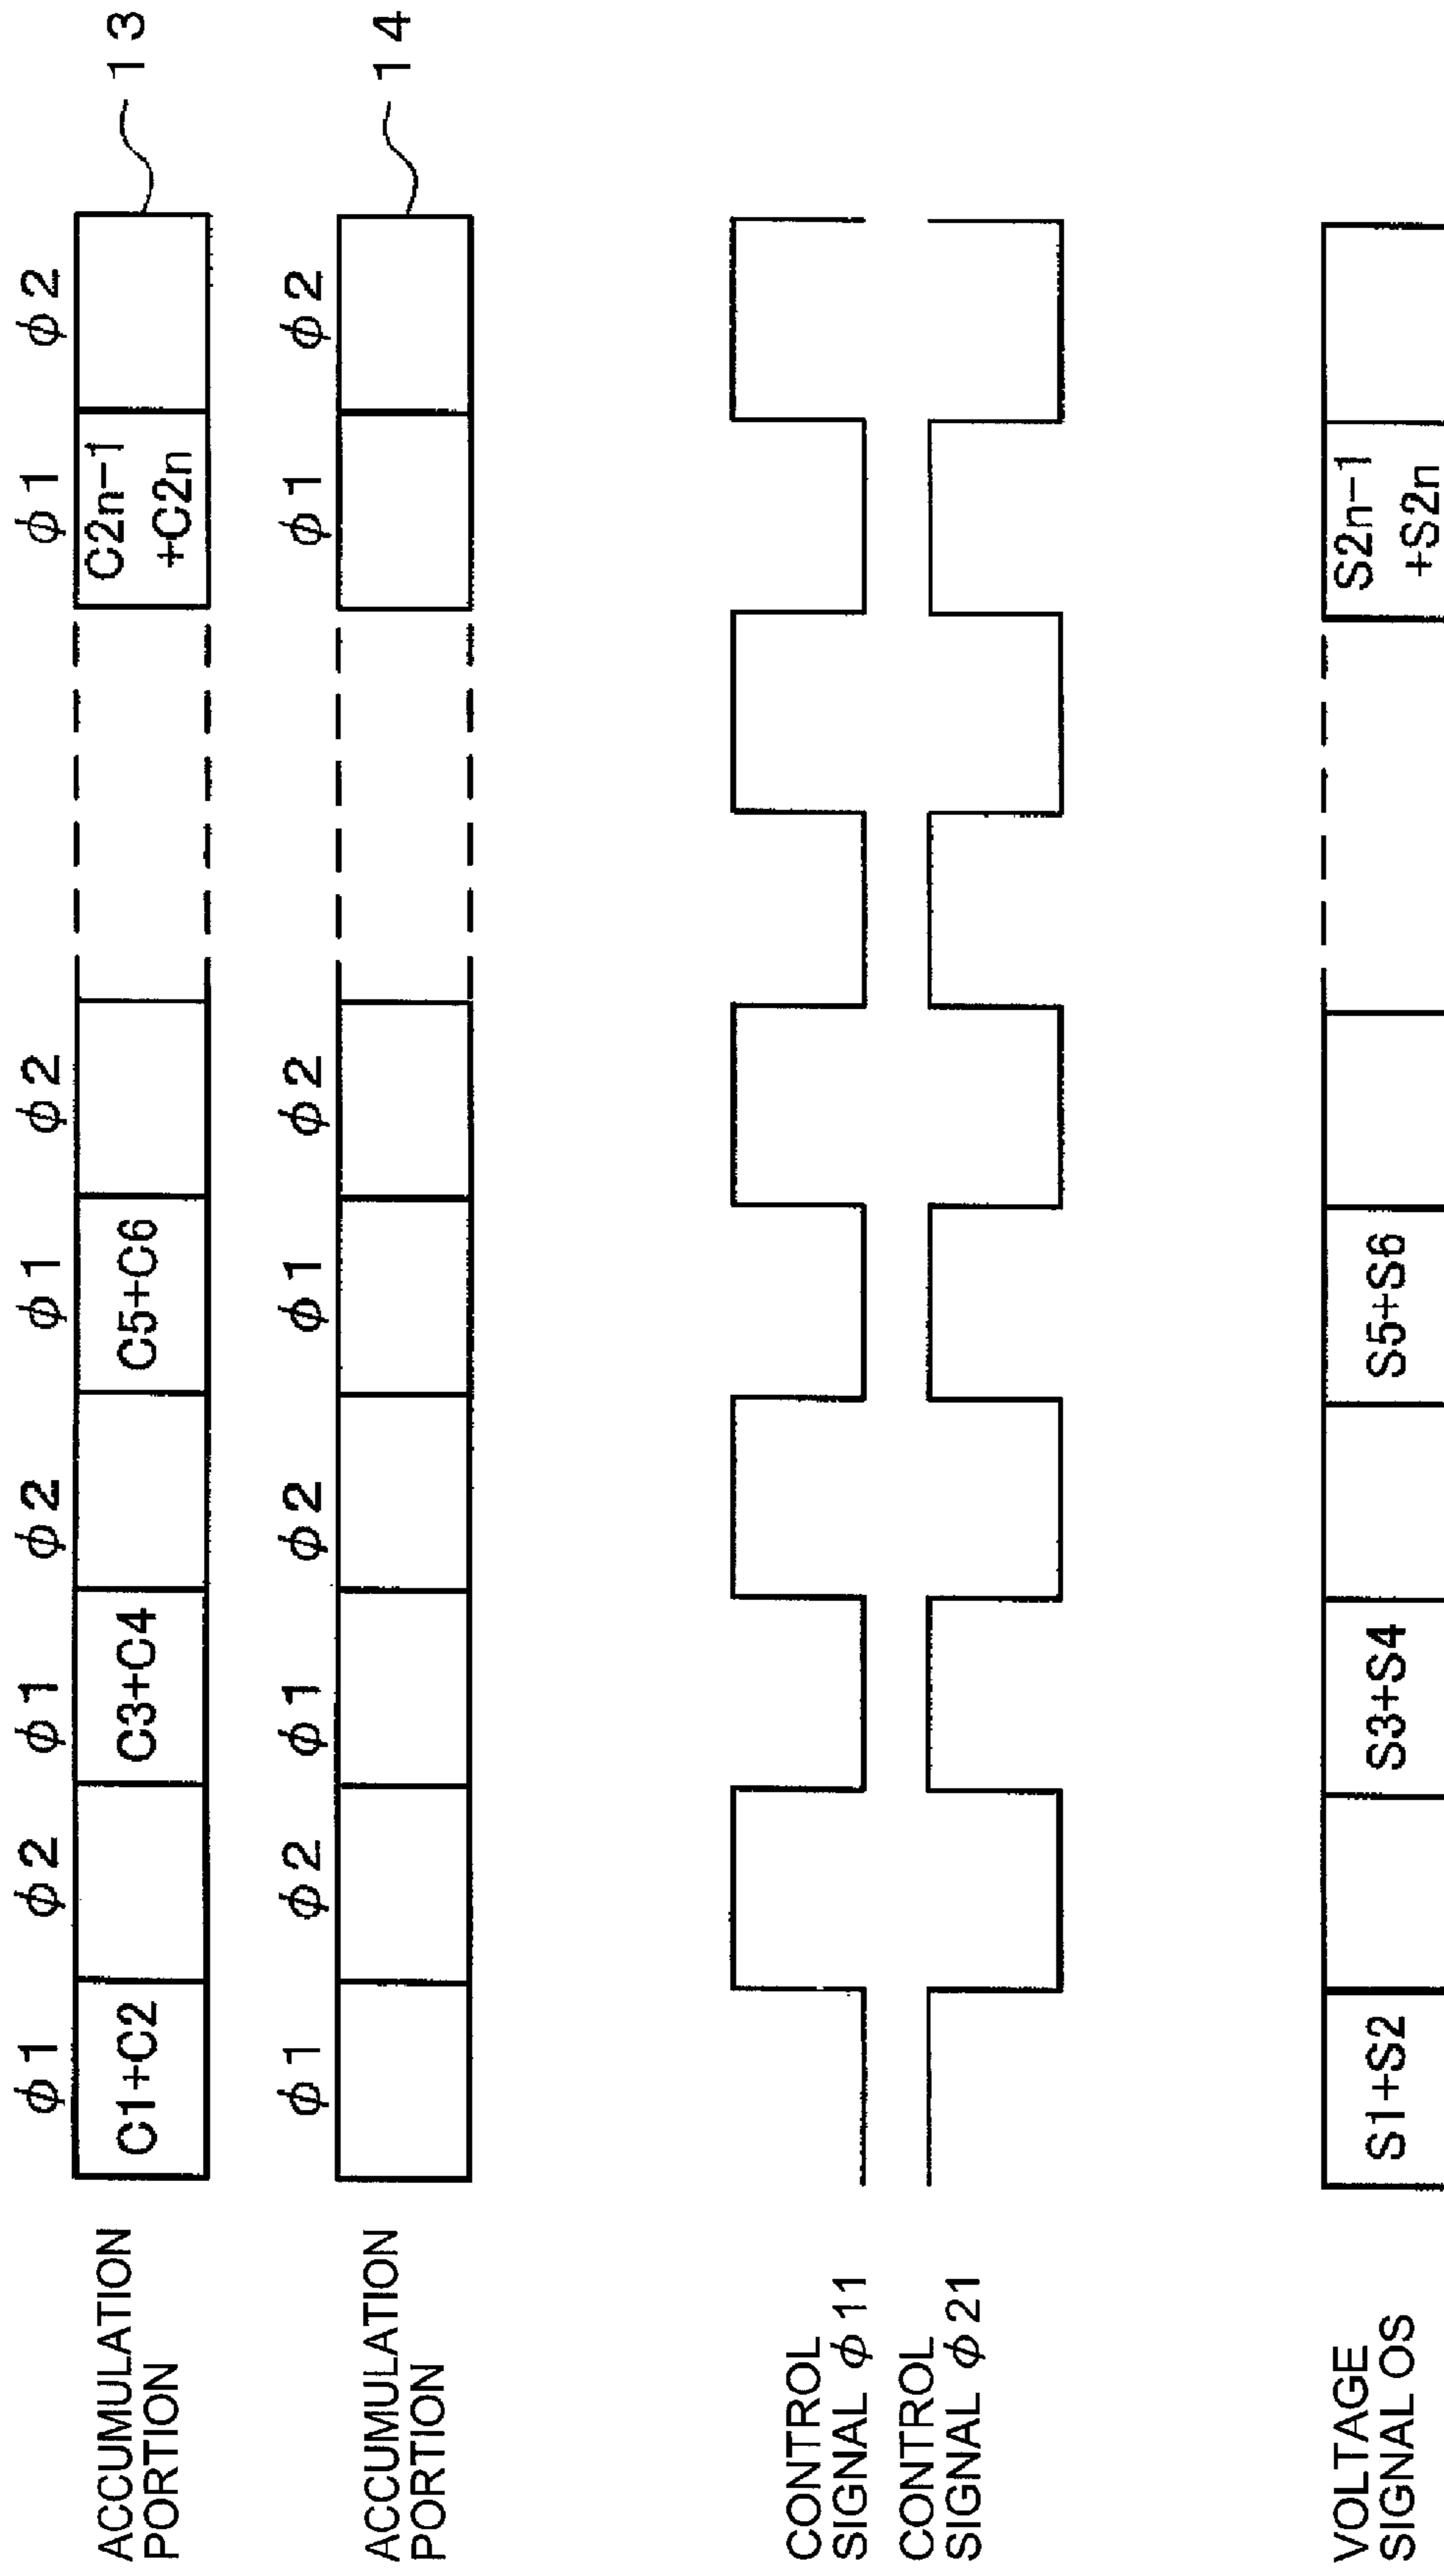 ACCUMULATION
PORTION
φ1 φ2 φ1 φ2 φ1 φ2 φ1 φ2
C1+C2 C3+C4 C5+C6 C2n-1
+C2n
13
ACCUMULATION
PORTION
φ1 φ2 φ1 φ2 φ1 φ2 φ1 φ2
14
CONTROL
SIGNAL φ11
CONTROL
SIGNAL φ21
VOLTAGE
SIGNAL OS
S1+S2 S3+S4 S5+S6 S2n-1
+S2n